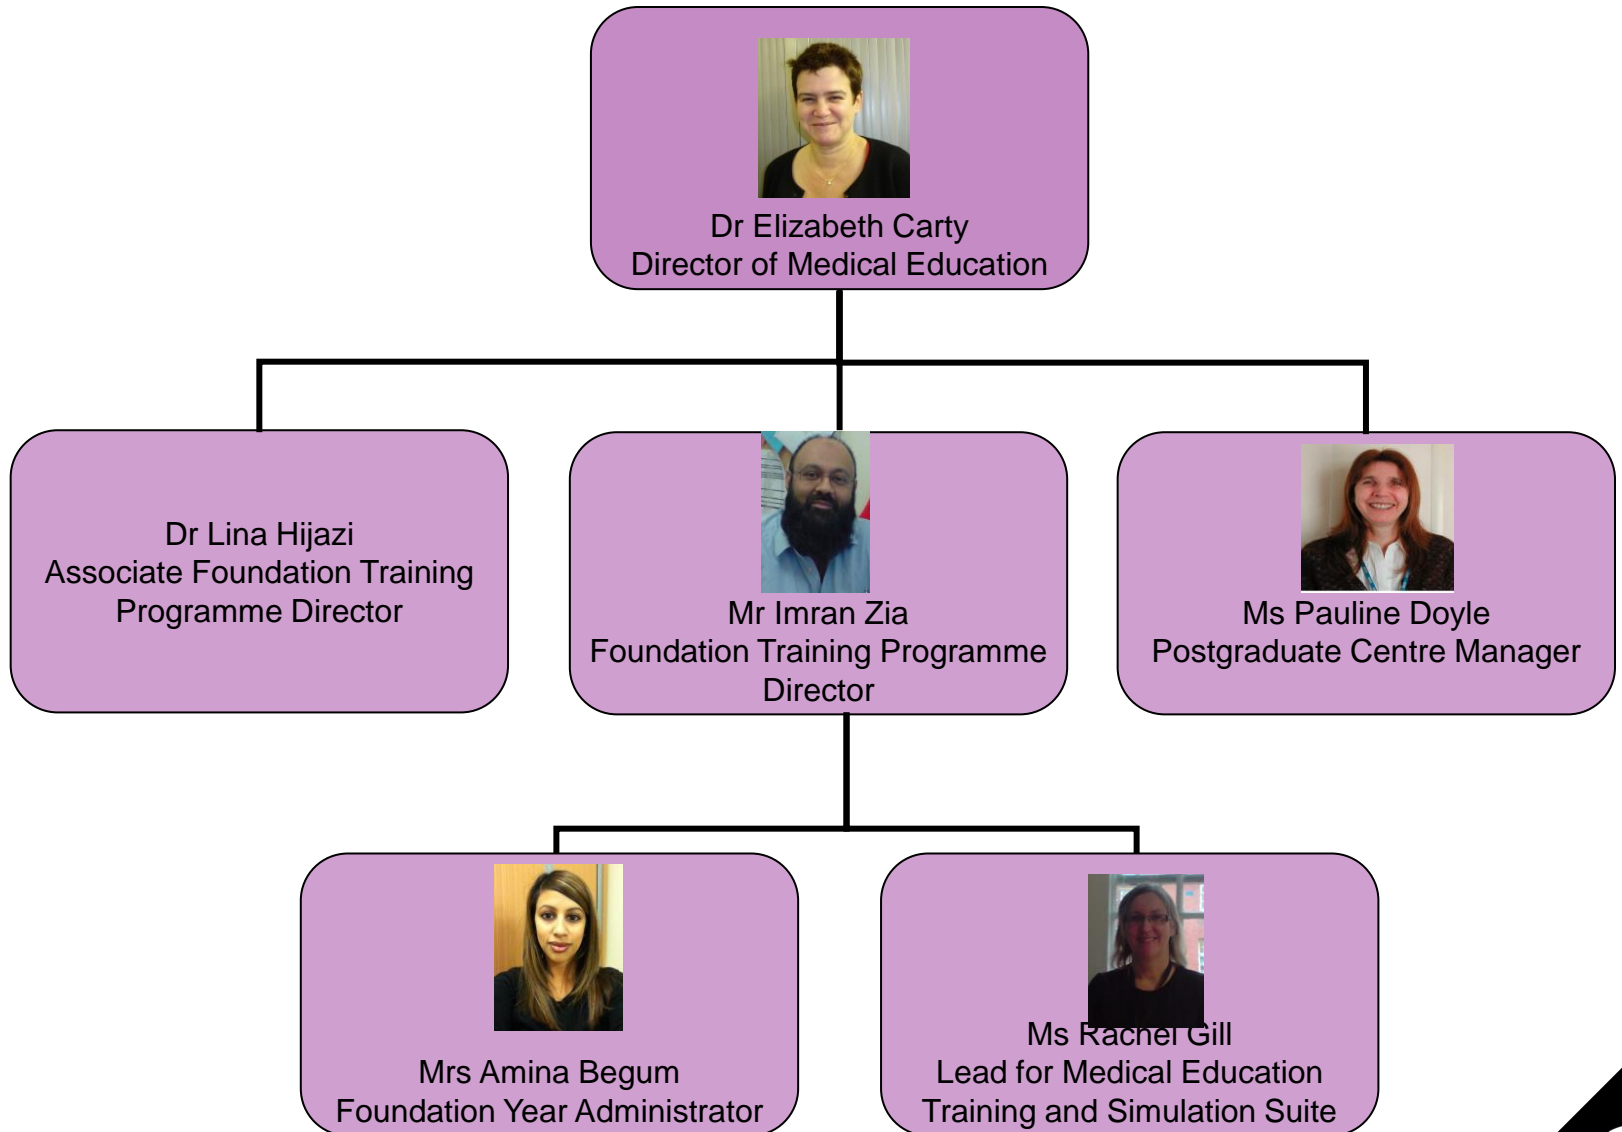 Dr Elizabeth Carty
Director of Medical Education
Dr Lina Hijazi
Associate Foundation Training
Programme Director
Mr Imran Zia
Foundation Training Programme
Director
Ms Pauline Doyle
Postgraduate Centre Manager
Mrs Amina Begum
Foundation Year Administrator
Ms Rachel Gill
Lead for Medical Education
Training and Simulation Suite